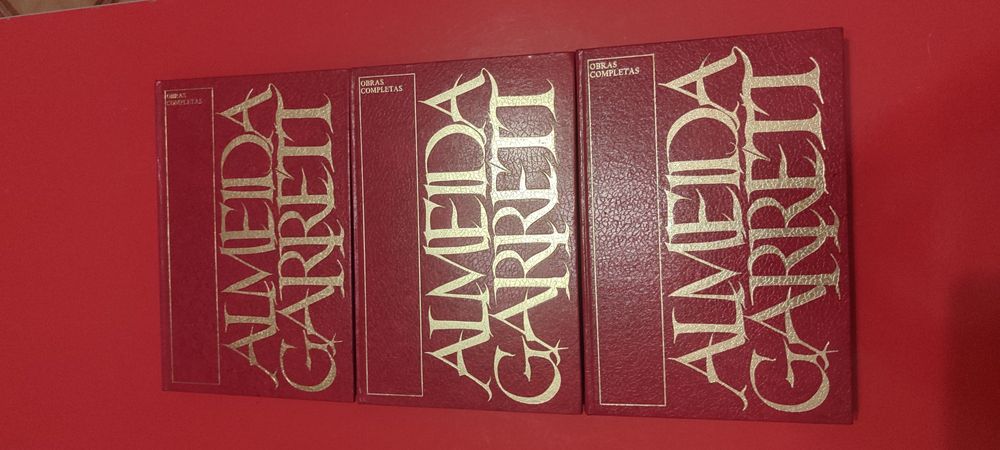 OBRAS
COMPLETAS
ALMEIDA
GARRETT
OBRAS
COMPLETAS
ALMEIDA
GARRETT
OBRAS
COMPLETAS
ALMEIDA
GARRETT